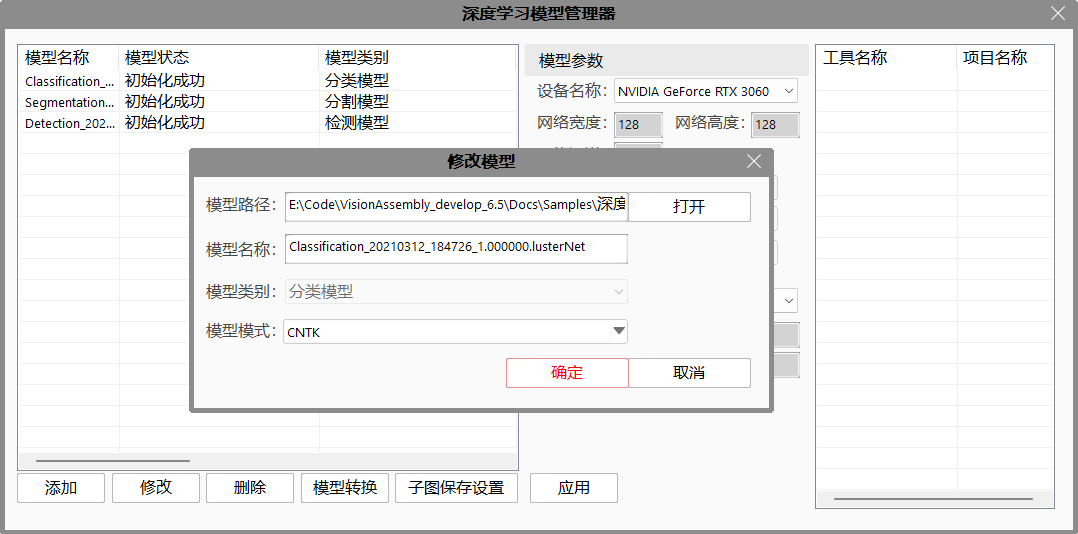 深度学习模型管理器
模型名称 模型状态 模型类别
Classification_... 初始化成功 分类模型
Segmentation... 初始化成功 分割模型
Detection_202... 初始化成功 检测模型
模型参数
设备名称: NVIDIA GeForce RTX 3060
网络宽度: 128 网络高度: 128
工具名称 项目名称
修改模型
模型路径: E:\Code\VisionAssembly_develop_6.5\Docs\Samples\深度 打开
模型名称: Classification_20210312_184726_1.000000.lusterNet
模型类别: 分类模型
模型模式: CNTK
确定 取消
添加 修改 删除 模型转换 子图保存设置 应用